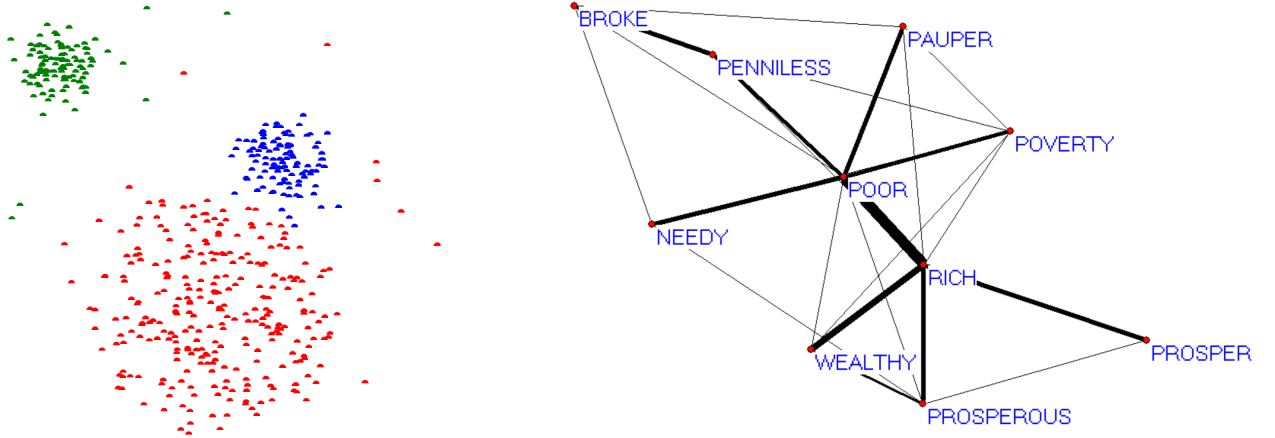 BROKE
PAUPER
PENNILESS
POVERTY
POOR
NEEDY
RICH
WEALTHY
PROSPER
PROSPEROUS